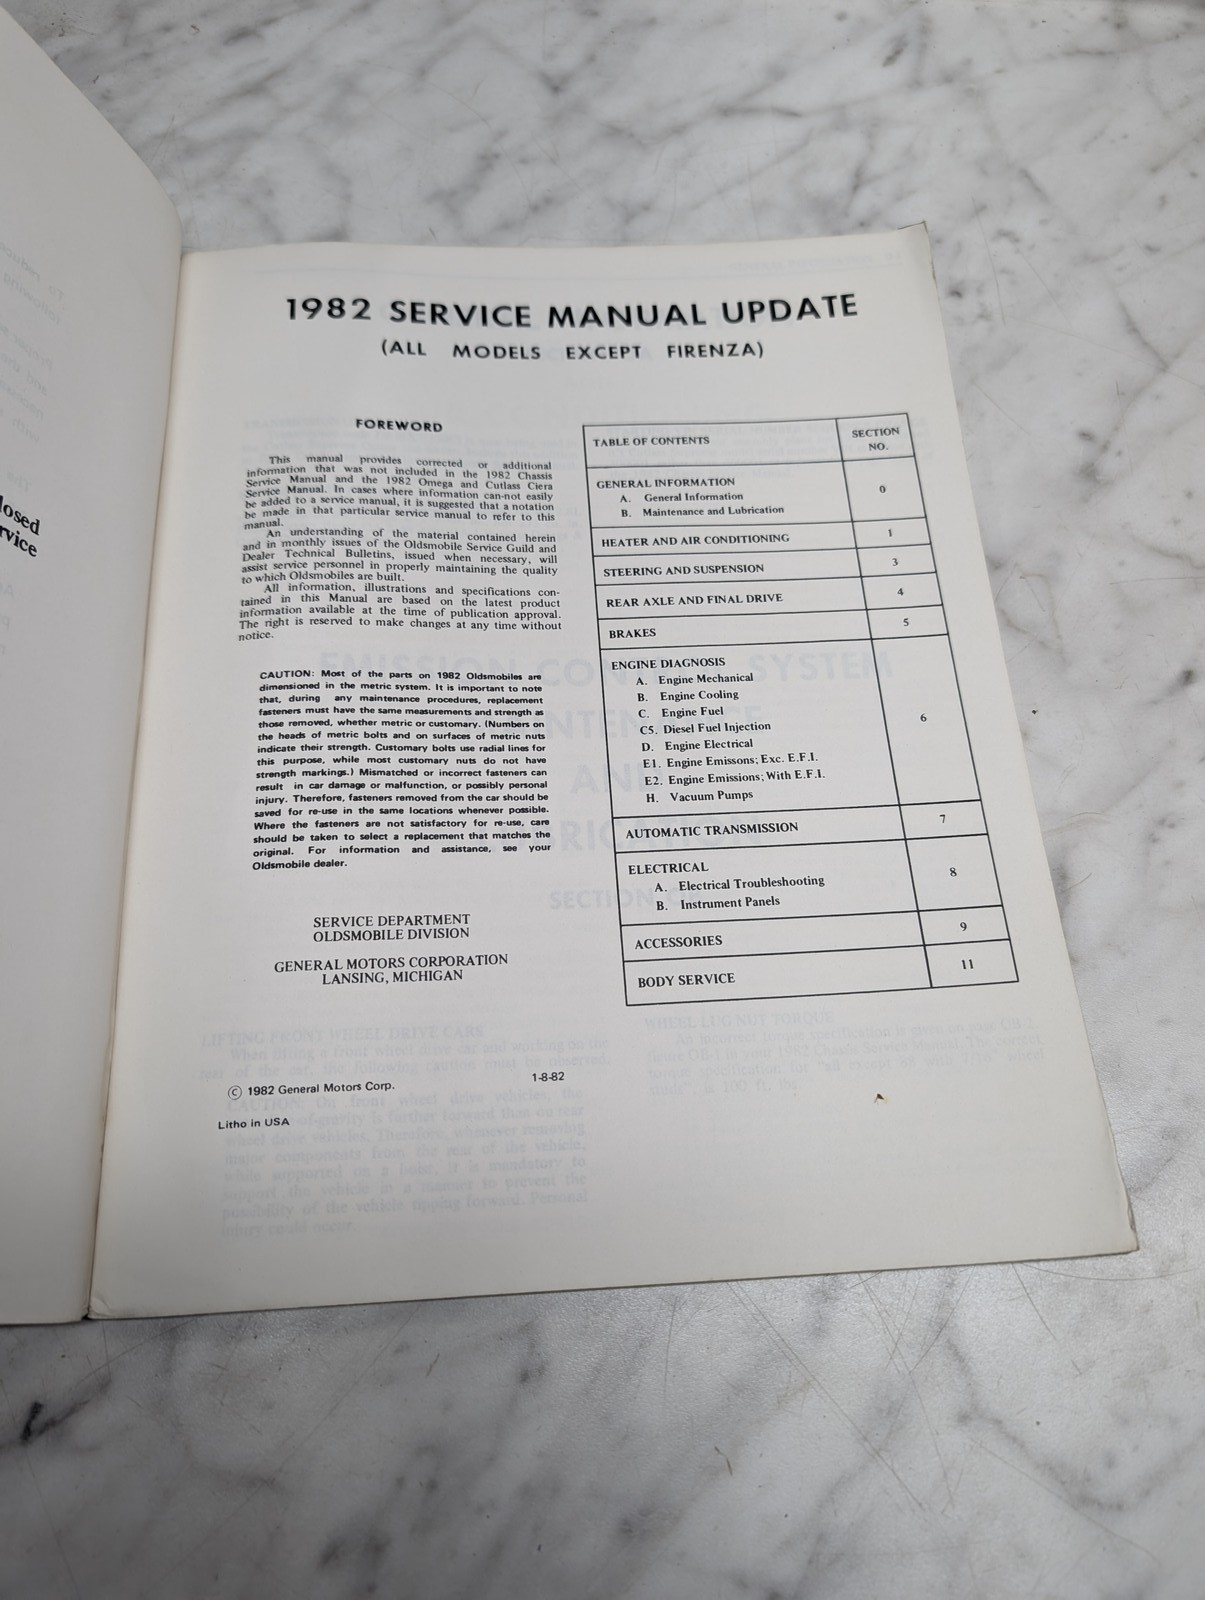 losed
rvice
1982 SERVICE MANUAL UPDATE
(ALL MODELS EXCEPT FIRENZA)
FOREWORD
This manual provides corrected or additional
information that was not included in the 1982 Chassis
Service Manual and the 1982 Omega and Cutlass Ciera
Service Manual. In cases where information can-not easily
be added to a service manual, it is suggested that a notation
be made in that particular service manual to refer to this
manual.
An understanding of the material contained herein
and in monthly issues of the Oldsmobile Service Guild and
Dealer Technical Bulletins, issued when necessary, will
assist service personnel in properly maintaining the quality
to which Oldsmobiles are built.
All information, illustrations and specifications con-
tained in this Manual are based on the latest product
information available at the time of publication approval.
The right is reserved to make changes at any time without
notice.
CAUTION: Most of the parts on 1982 Oldsmobiles are
dimensioned in the metric system. It is important to note
that, during any maintenance procedures, replacement
fasteners must have the same measurements and strength as
those removed, whether metric or customary. (Numbers on
the heads of metric bolts and on surfaces of metric nuts
indicate their strength. Customary bolts use radial lines for
this purpose, while most customary nuts do not have
strength markings.) Mismatched or incorrect fasteners can
result in car damage or malfunction, or possibly personal
injury. Therefore, fasteners removed from the car should be
saved for re-use in the same locations whenever possible.
Where the fasteners are not satisfactory for re-use, care
should be taken to select a replacement that matches the
original. For information and assistance, see your
Oldsmobile dealer.
SERVICE DEPARTMENT
OLDSMOBILE DIVISION
GENERAL MOTORS CORPORATION
LANSING, MICHIGAN
© 1982 General Motors Corp.
1-8-82
Litho in USA
TABLE OF CONTENTS
SECTION
NO.
GENERAL INFORMATION
A. General Information
B. Maintenance and Lubrication
0
HEATER AND AIR CONDITIONING
1
STEERING AND SUSPENSION
3
REAR AXLE AND FINAL DRIVE
4
BRAKES
5
ENGINE DIAGNOSIS
A. Engine Mechanical
B. Engine Cooling
C. Engine Fuel
C5. Diesel Fuel Injection
D. Engine Electrical
E1. Engine Emissons; Exc. E.F.I.
E2. Engine Emissions; With E.F.I.
H. Vacuum Pumps
6
AUTOMATIC TRANSMISSION
7
ELECTRICAL
A. Electrical Troubleshooting
B. Instrument Panels
8
ACCESSORIES
9
BODY SERVICE
11